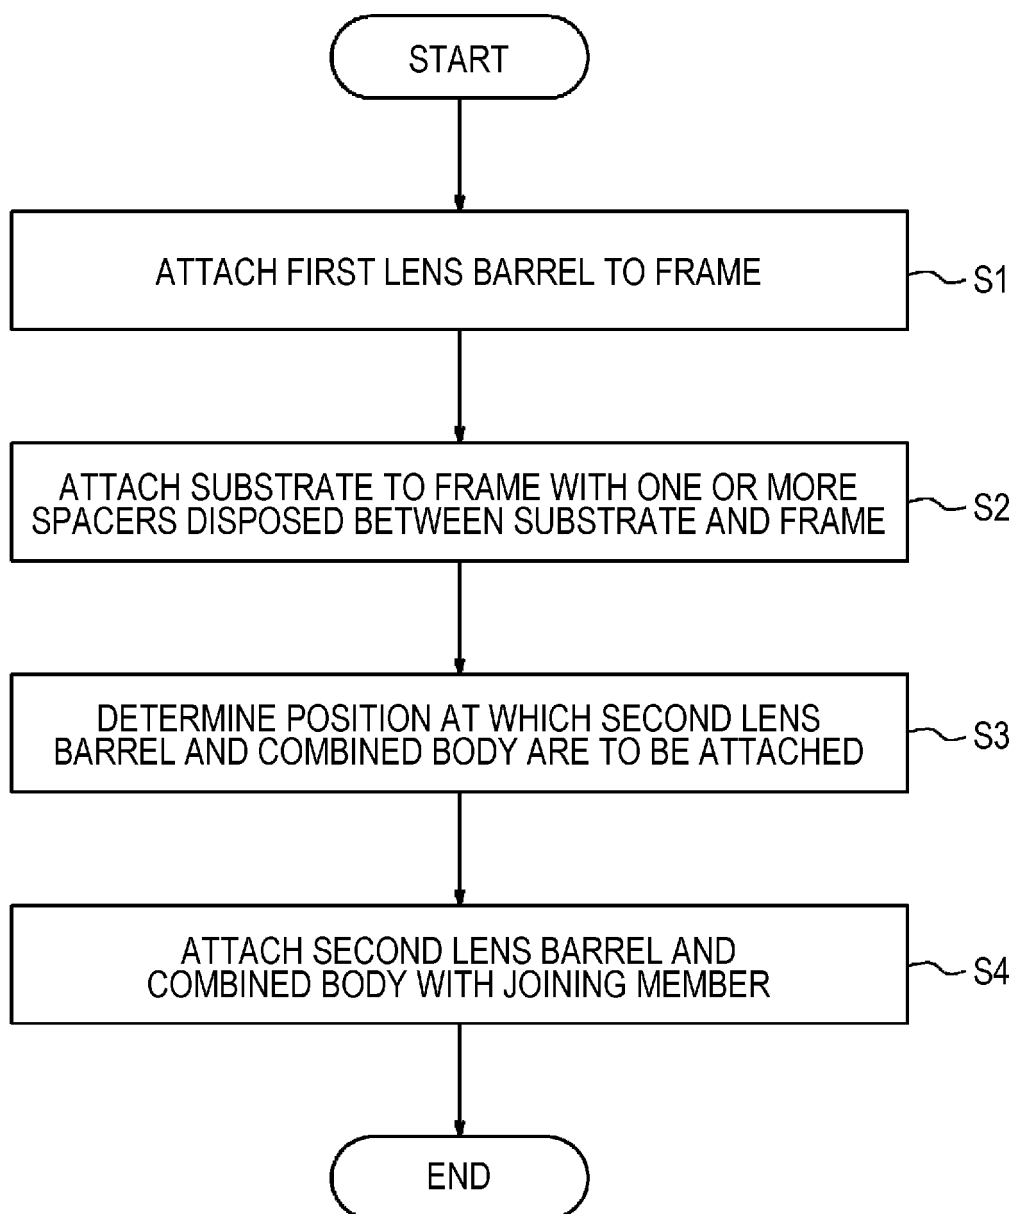 START
ATTACH FIRST LENS BARREL TO FRAME
S1
ATTACH SUBSTRATE TO FRAME WITH ONE OR MORE
SPACERS DISPOSED BETWEEN SUBSTRATE AND FRAME
S2
DETERMINE POSITION AT WHICH SECOND LENS
BARREL AND COMBINED BODY ARE TO BE ATTACHED
S3
ATTACH SECOND LENS BARREL AND
COMBINED BODY WITH JOINING MEMBER
S4
END